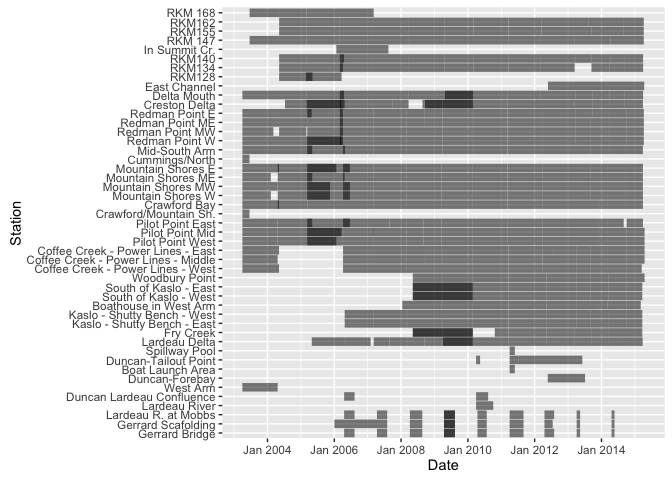 RKM 168
RKM162
RKM155
RKM 147
In Summit Cr.
RKM140
RKM134
RKM128
East Channel
Delta Mouth
Creston Delta
Redman Point E
Redman Point ME
Redman Point MW
Redman Point W
Mid-South Arm
Cummings/North
Mountain Shores E
Mountain Shores ME
Mountain Shores MW
Mountain Shores W
Crawford Bay
Crawford/Mountain Sh.
Pilot Point East
Pilot Point Mid
Pilot Point West
Coffee Creek - Power Lines - East
Coffee Creek - Power Lines - Middle
Coffee Creek - Power Lines - West
Woodbury Point
South of Kaslo - East
South of Kaslo - West
Boathouse in West Arm
Kaslo - Shutty Bench - West
Kaslo - Shutty Bench - East
Fry Creek
Lardeau Delta
Spillway Pool
Duncan-Tailout Point
Boat Launch Area
Duncan-Forebay
West Arm
Duncan Lardeau Confluence
Lardeau River
Lardeau R. at Mobbs
Gerrard Scafolding
Gerrard Bridge
Station
Jan 2004 Jan 2006 Jan 2008 Jan 2010 Jan 2012 Jan 2014
Date